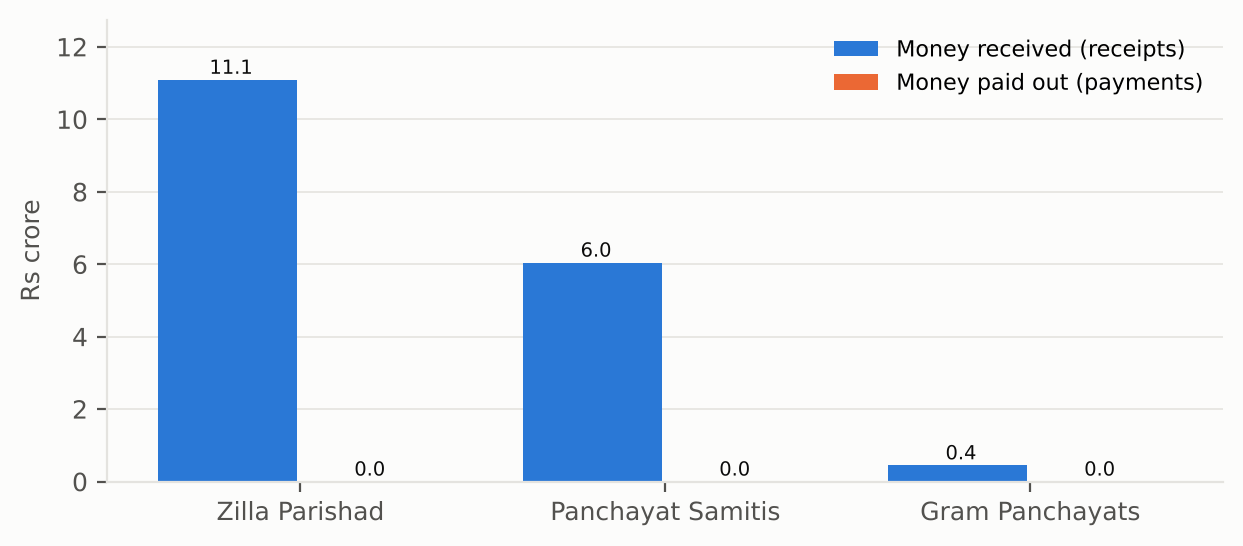 Money received (receipts)
Money paid out (payments)
Rs crore
12
10
8
6
4
2
0
11.1
0.0
6.0
0.0
0.4
0.0
Zilla Parishad
Panchayat Samitis
Gram Panchayats